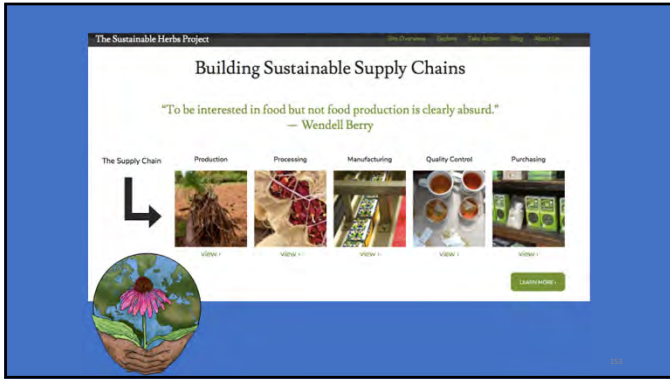 The Sustainable Herbs Project
Site Overview Explore Take Action Blog About Us
Building Sustainable Supply Chains
“To be interested in food but not food production is clearly absurd.”
— Wendell Berry
The Supply Chain
Production
Processing
Manufacturing
Quality Control
Purchasing
view ›
view ›
view ›
view ›
view ›
LEARN MORE ›